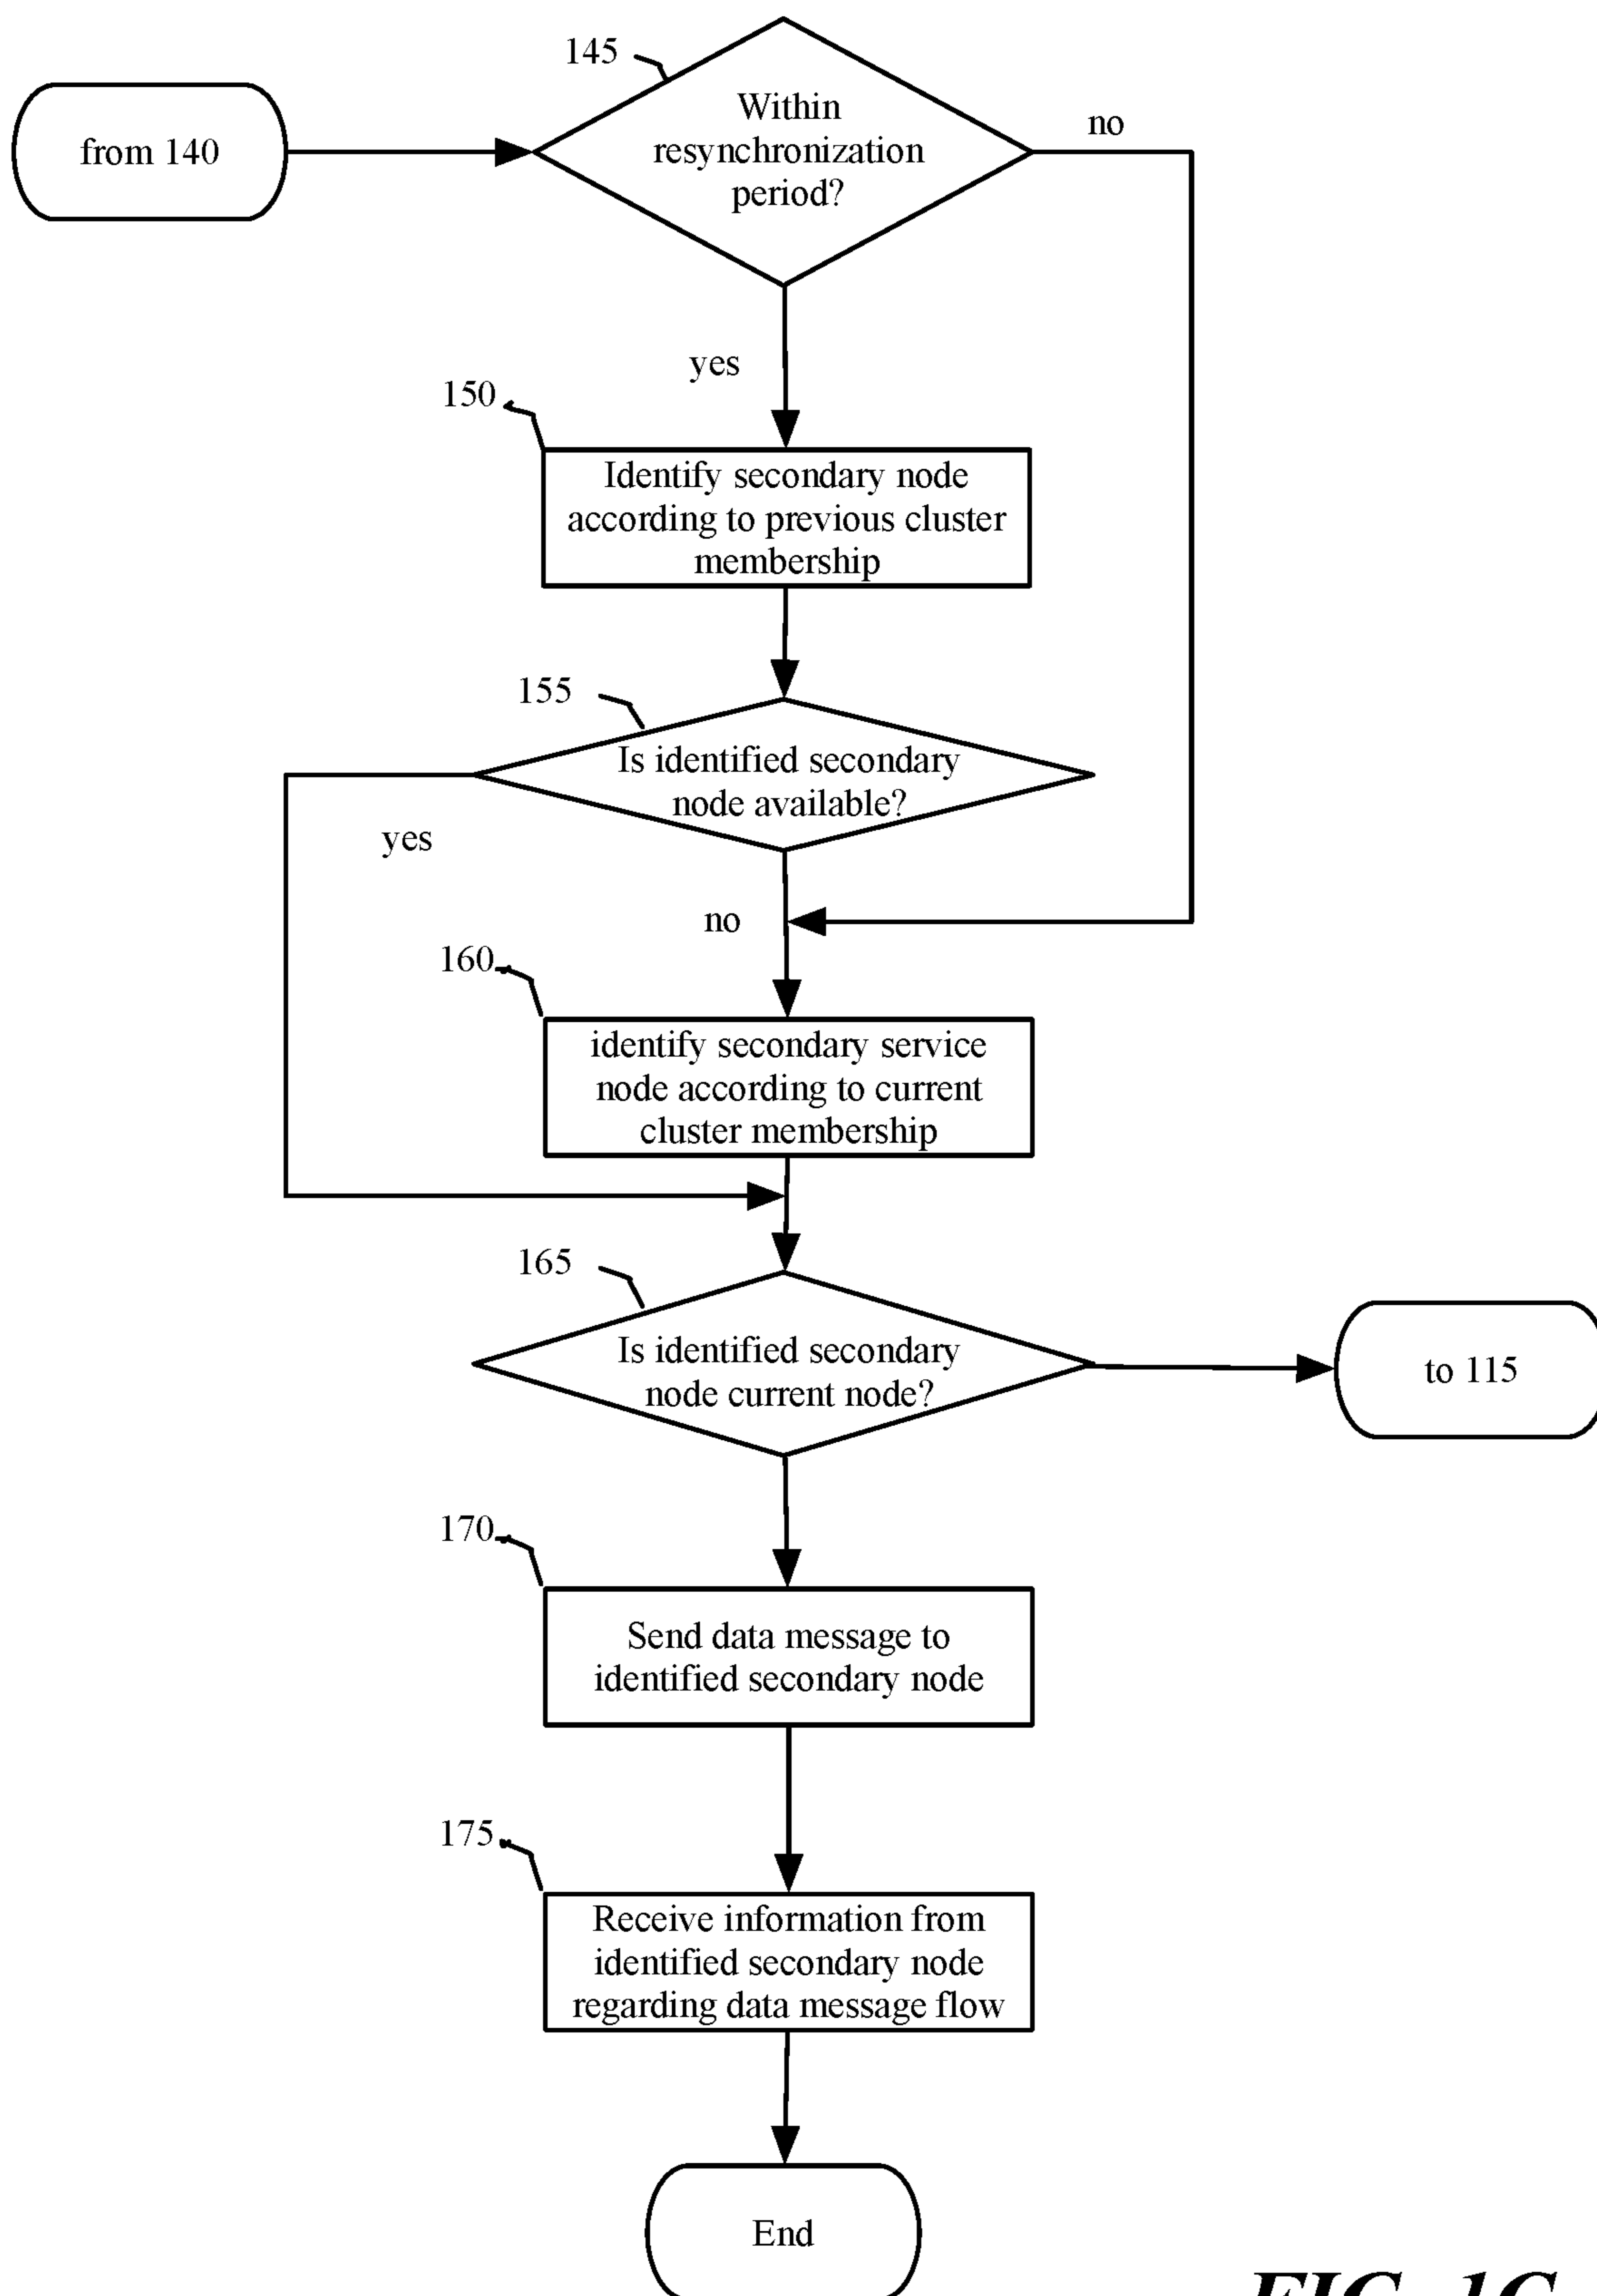 145
Within
resynchronization
period?
no
from 140
yes
150
Identify secondary node
according to previous cluster
membership
155
Is identified secondary
node available?
yes
no
160
identify secondary service
node according to current
cluster membership
165
Is identified secondary
node current node?
to 115
170
Send data message to
identified secondary node
175
Receive information from
identified secondary node
regarding data message flow
End
FIG. 1C